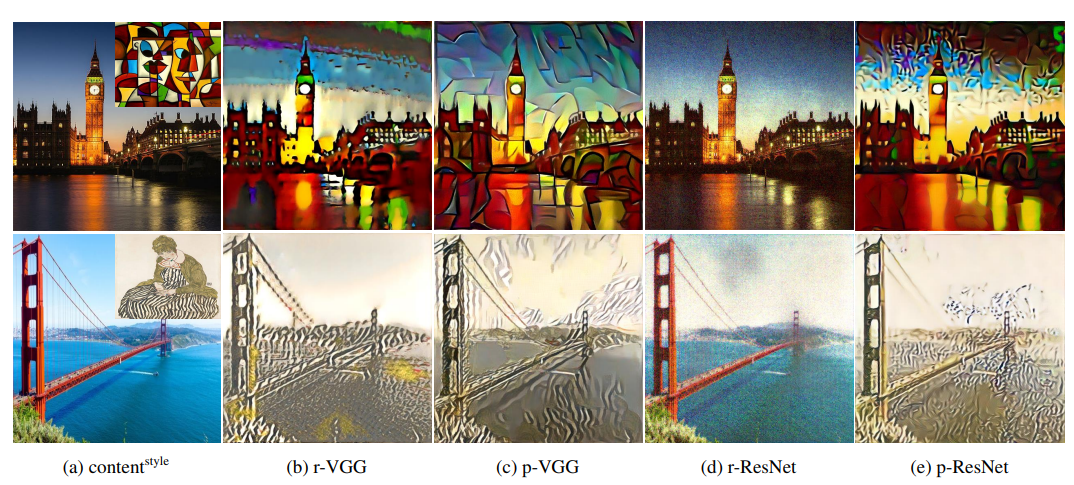 (a) content^style
(b) r-VGG
(c) p-VGG
(d) r-ResNet
(e) p-ResNet